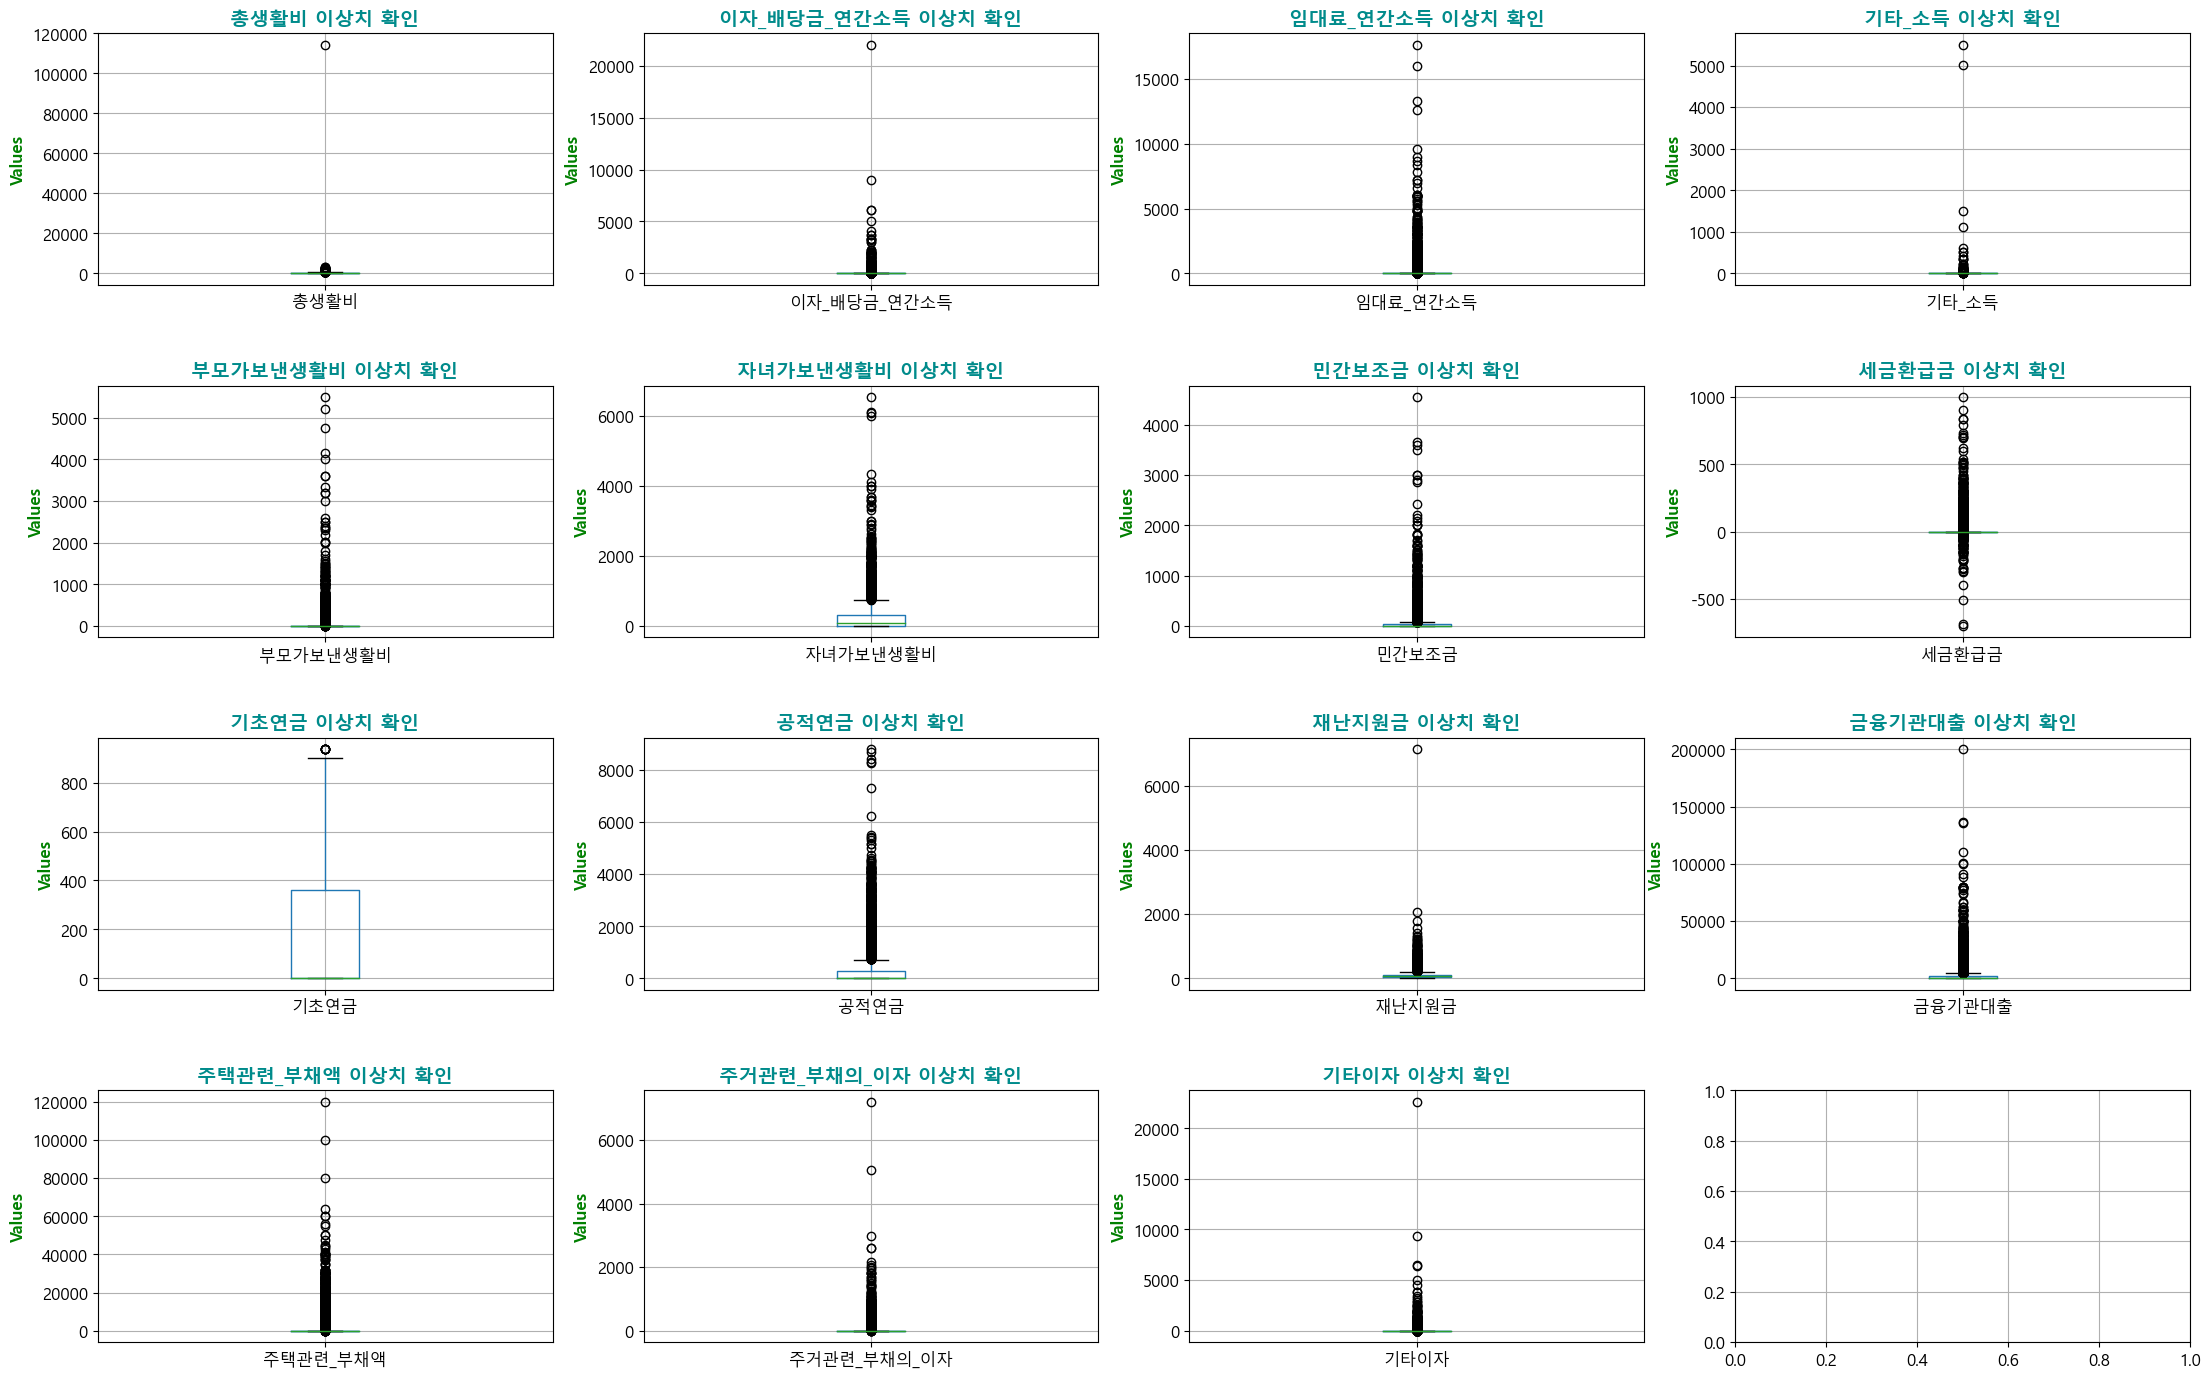 총생활비 이상치 확인
Values
120000
100000
80000
60000
40000
20000
0
총생활비
이자_배당금_연간소득 이상치 확인
Values
20000
15000
10000
5000
0
이자_배당금_연간소득
임대료_연간소득 이상치 확인
Values
15000
10000
5000
0
임대료_연간소득
기타_소득 이상치 확인
Values
5000
4000
3000
2000
1000
0
기타_소득
부모가보낸생활비 이상치 확인
Values
5000
4000
3000
2000
1000
0
부모가보낸생활비
자녀가보낸생활비 이상치 확인
Values
6000
4000
2000
0
자녀가보낸생활비
민간보조금 이상치 확인
Values
4000
3000
2000
1000
0
민간보조금
세금환급금 이상치 확인
Values
1000
500
0
-500
세금환급금
기초연금 이상치 확인
Values
800
600
400
200
0
기초연금
공적연금 이상치 확인
Values
8000
6000
4000
2000
0
공적연금
재난지원금 이상치 확인
Values
6000
4000
2000
0
재난지원금
금융기관대출 이상치 확인
Values
200000
150000
100000
50000
0
금융기관대출
주택관련_부채액 이상치 확인
Values
120000
100000
80000
60000
40000
20000
0
주택관련_부채액
주거관련_부채의_이자 이상치 확인
Values
6000
4000
2000
0
주거관련_부채의_이자
기타이자 이상치 확인
Values
20000
15000
10000
5000
0
기타이자
1.0
0.8
0.6
0.4
0.2
0.0
0.0 0.2 0.4 0.6 0.8 1.0